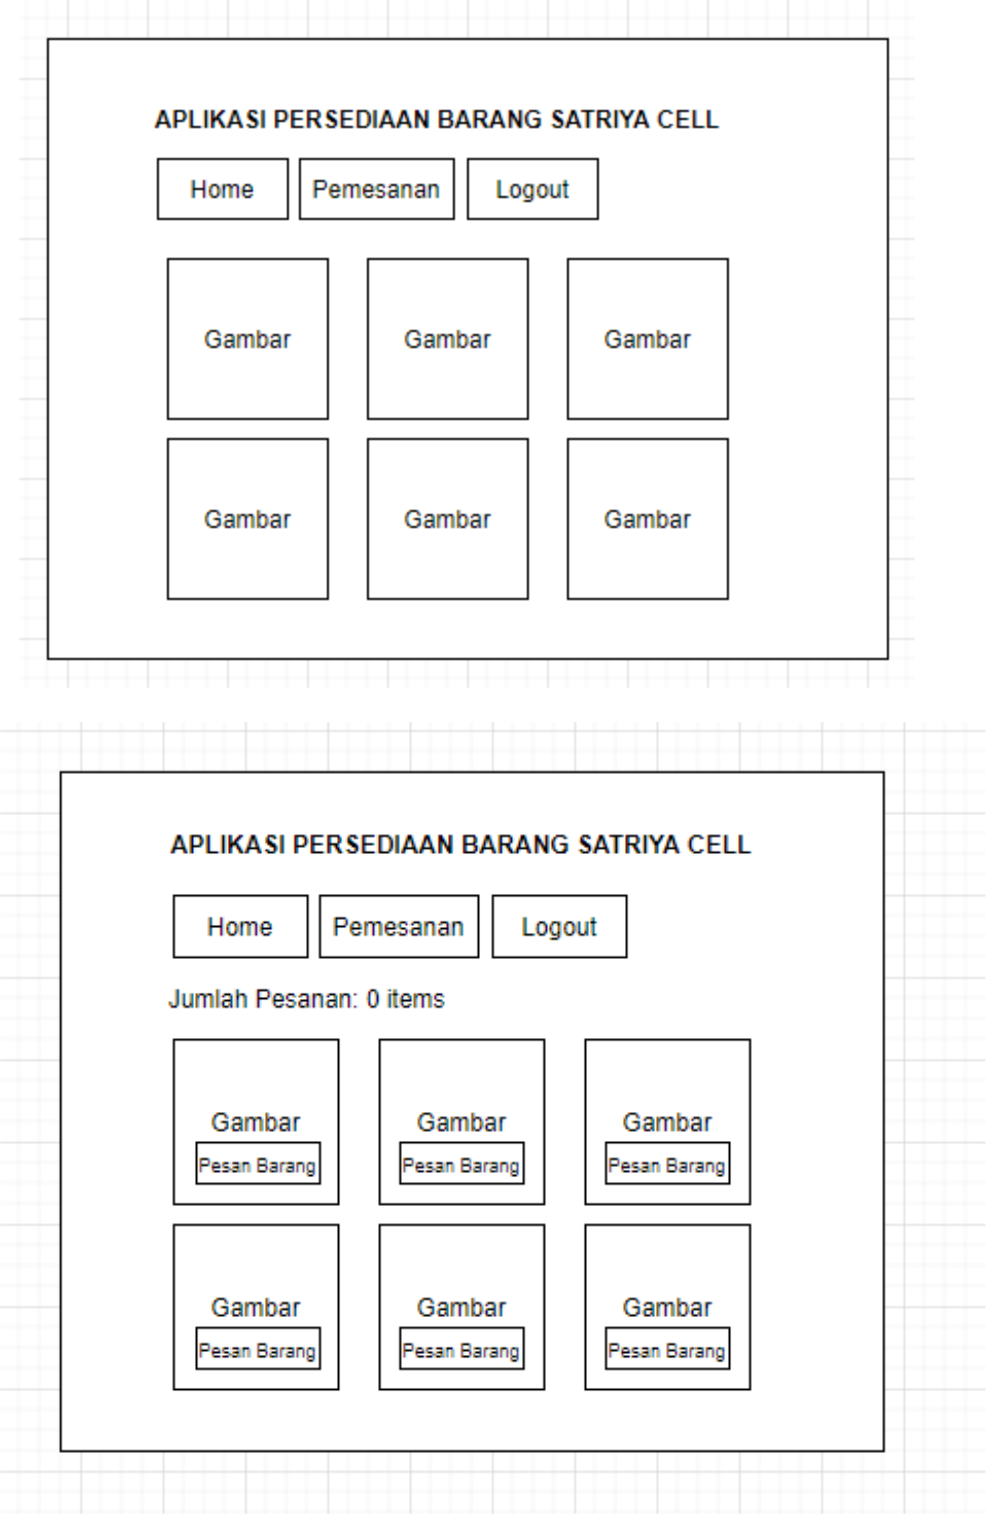 APLIKASI PERSEDIAAN BARANG SATRIYA CELL
Home Pemesanan Logout
Gambar Gambar Gambar
Gambar Gambar Gambar
APLIKASI PERSEDIAAN BARANG SATRIYA CELL
Home Pemesanan Logout
Jumlah Pesanan: 0 items
Gambar Gambar Gambar
Pesan Barang Pesan Barang Pesan Barang
Gambar Gambar Gambar
Pesan Barang Pesan Barang Pesan Barang